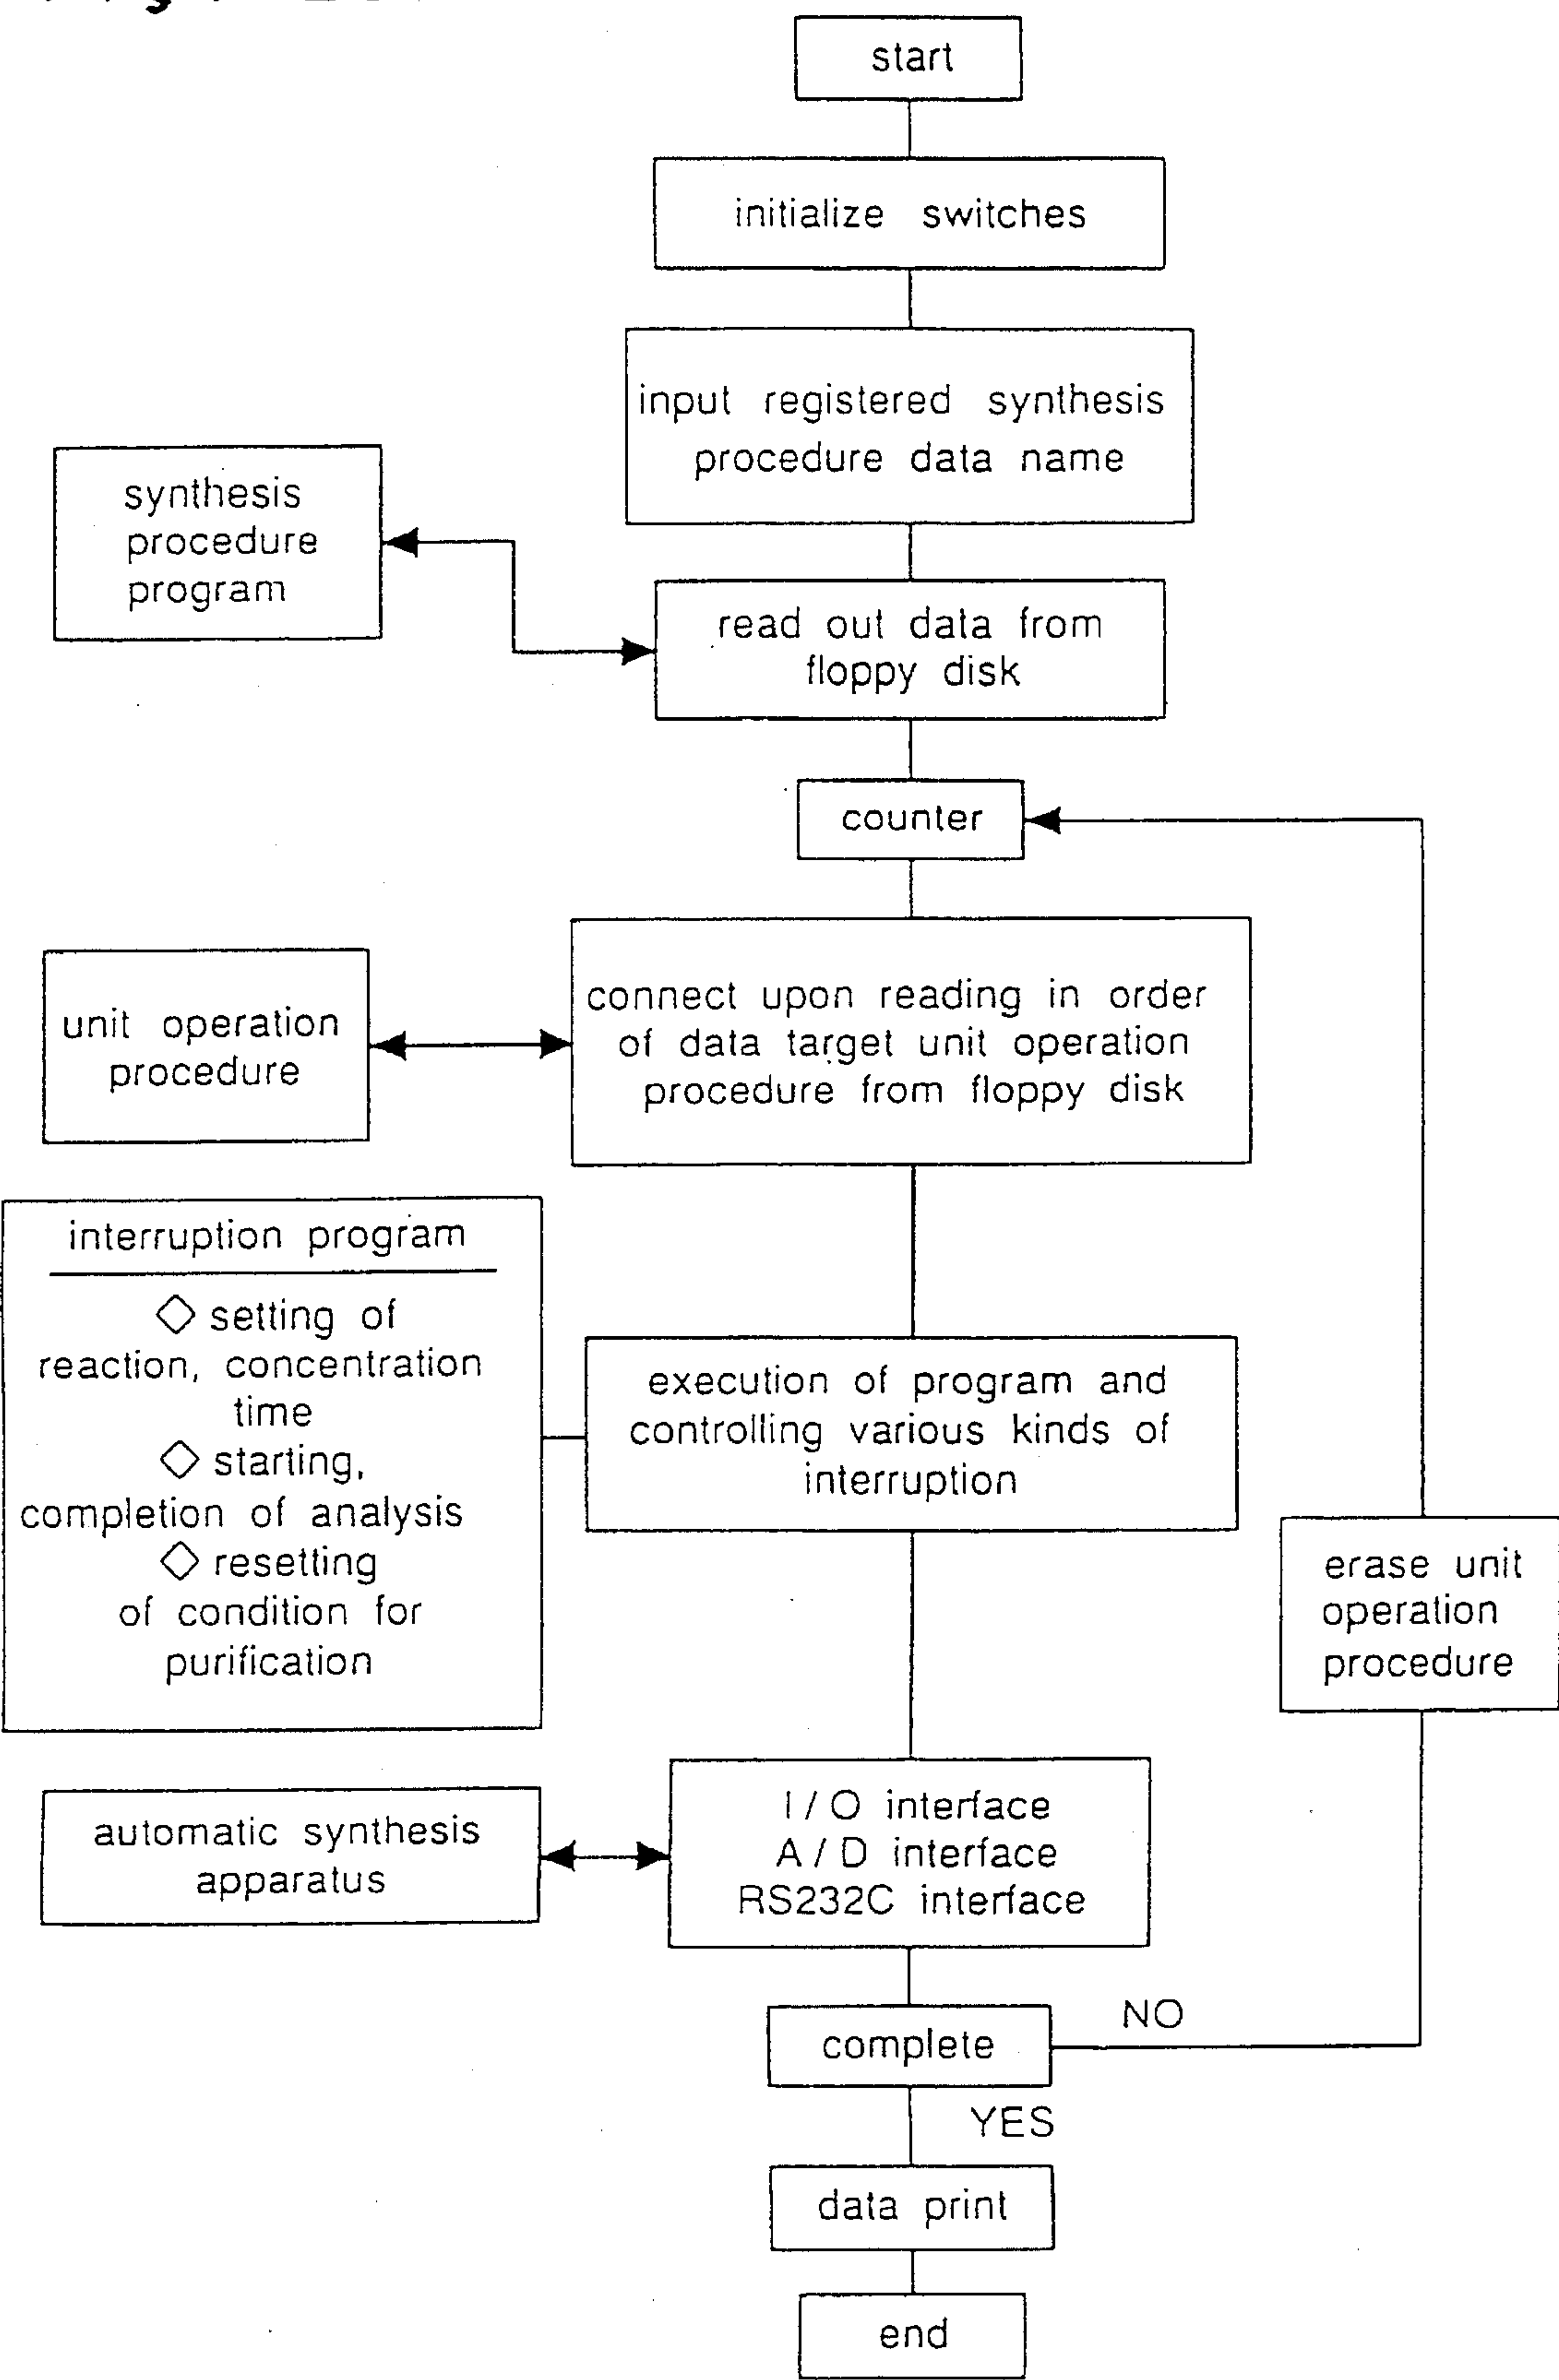 start
initialize switches
input registered synthesis
procedure data name
synthesis
procedure
program
read out data from
floppy disk
counter
connect upon reading in order
of data target unit operation
procedure from floppy disk
unit operation
procedure
interruption program
◇ setting of
reaction, concentration
time
◇ starting,
completion of analysis
◇ resetting
of condition for
purification
execution of program and
controlling various kinds of
interruption
erase unit
operation
procedure
I/O interface
A/D interface
RS232C interface
automatic synthesis
apparatus
complete
NO
YES
data print
end